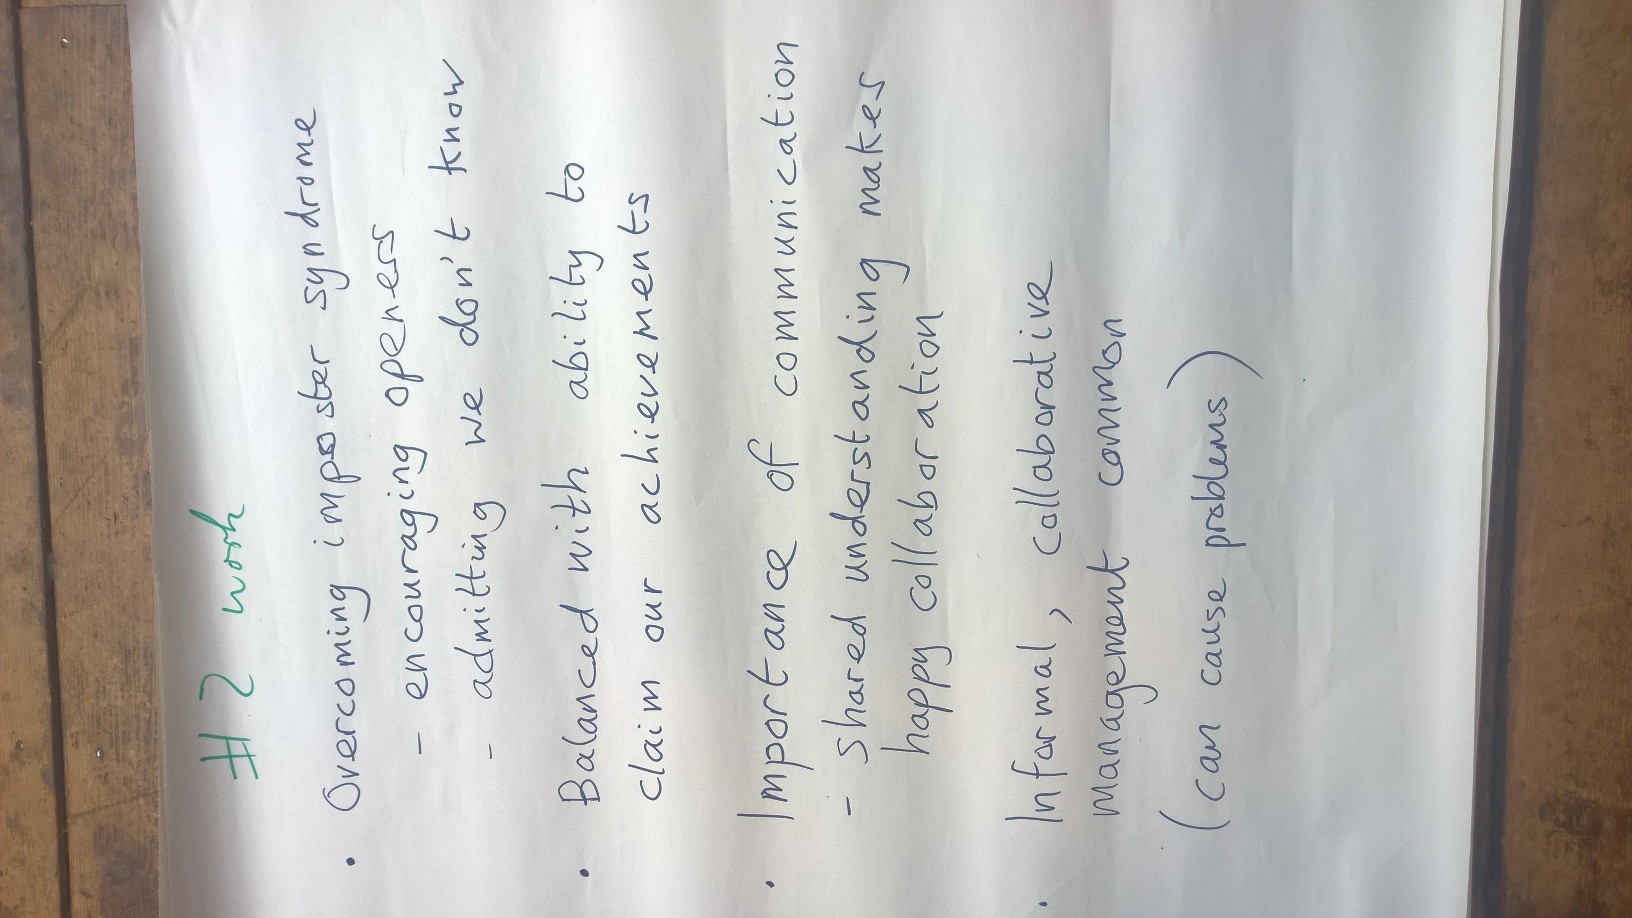 #2 work
• Overcoming imposter syndrome
- encouraging openess
- admitting we don't know
• Balanced with ability to
claim our achievements
• Importance of communication
- shared understanding makes
happy collaboration
• Informal, collaborative
management common
(can cause problems)